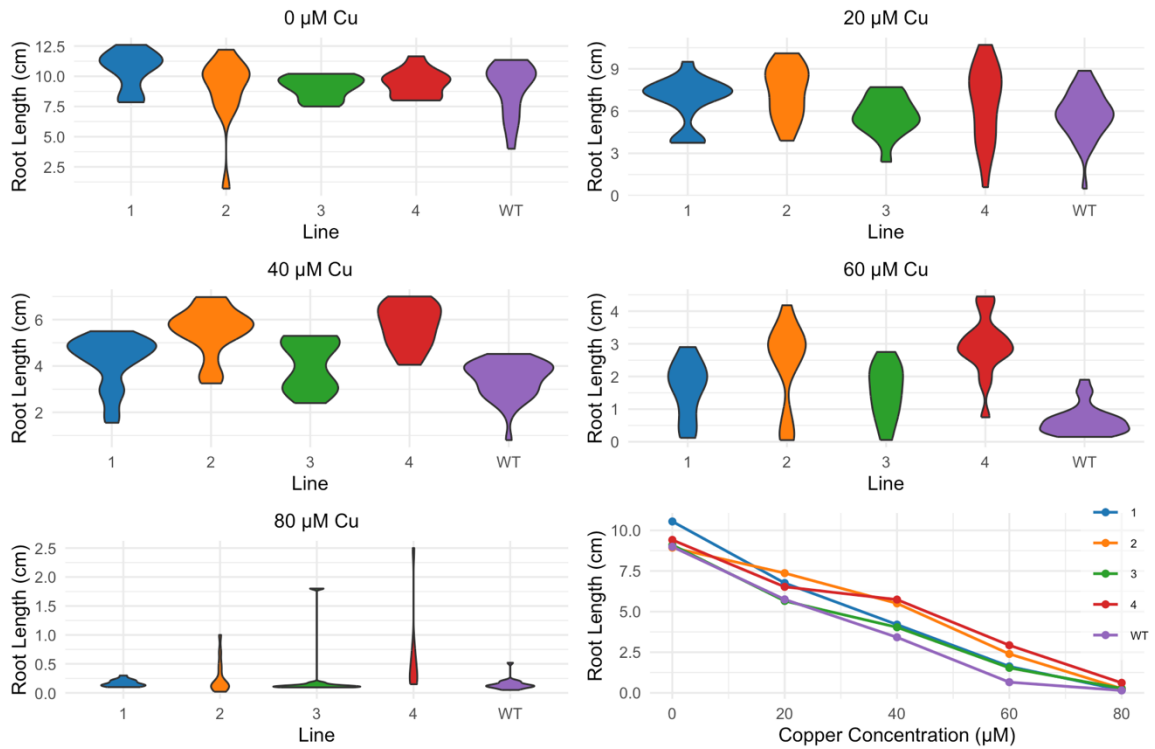 0 µM Cu
Root Length (cm)
12.5
10.0
7.5
5.0
2.5
1 2 3 4 WT
Line
20 µM Cu
Root Length (cm)
9
6
3
0
1 2 3 4 WT
Line
40 µM Cu
Root Length (cm)
6
4
2
1 2 3 4 WT
Line
60 µM Cu
Root Length (cm)
4
3
2
1
0
1 2 3 4 WT
Line
80 µM Cu
Root Length (cm)
2.5
2.0
1.5
1.0
0.5
0.0
1 2 3 4 WT
Line
Root Length (cm)
10.0
7.5
5.0
2.5
0.0
0 20 40 60 80
Copper Concentration (µM)
1
2
3
4
WT